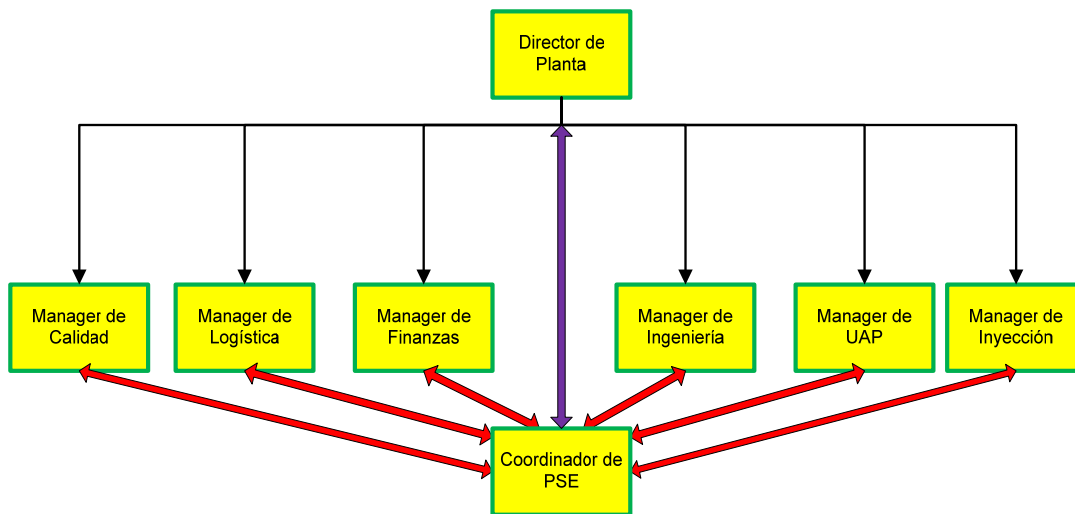 Director de
Planta
Manager de
Calidad
Manager de
Logística
Manager de
Finanzas
Manager de
Ingeniería
Manager de
UAP
Manager de
Inyección
Coordinador de
PSE